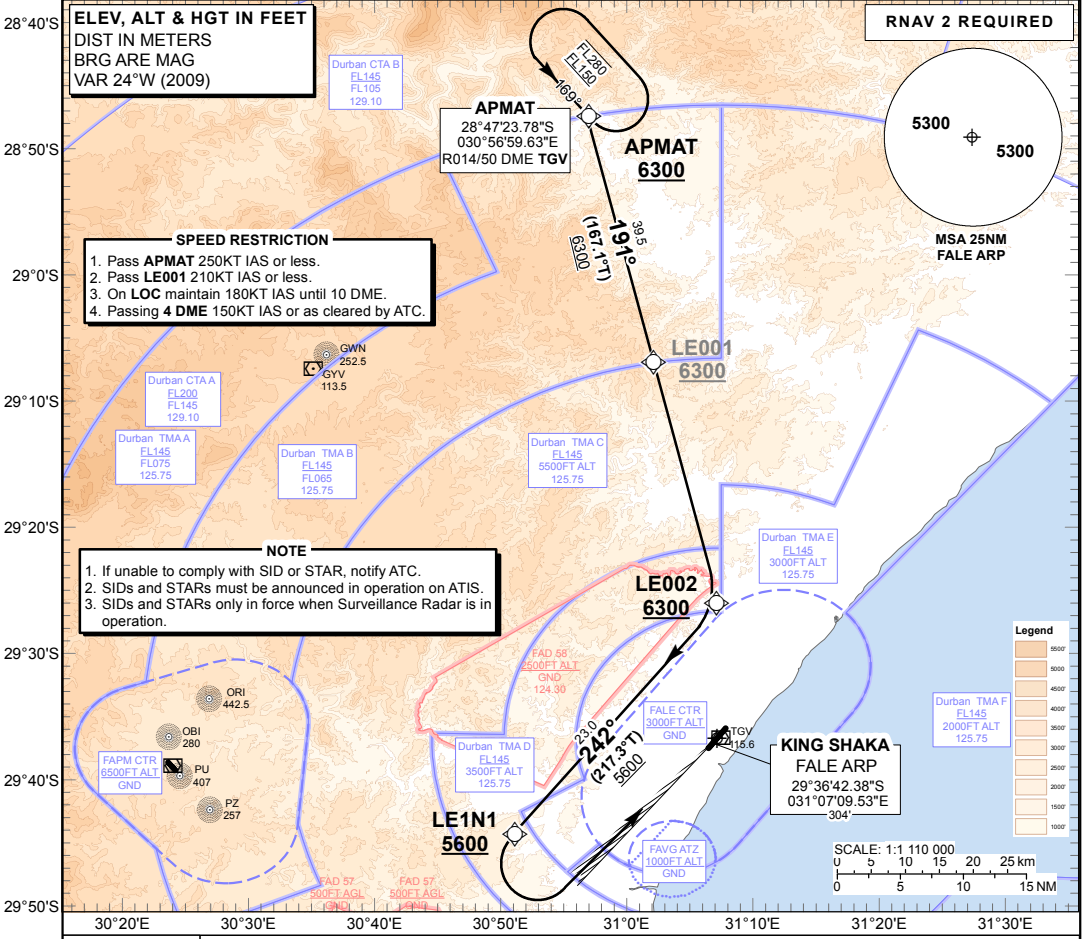 ELEV, ALT & HGT IN FEET
DIST IN METERS
BRG ARE MAG
VAR 24°W (2009)
RNAV 2 REQUIRED
5300
5300
MSA 25NM
FALE ARP
28°40'S
28°50'S
29°0'S
29°10'S
29°20'S
29°30'S
29°40'S
29°50'S
Durban CTA B
FL145
FL105
129.10
FL280
FL150
169°
APMAT
28°47'23.78"S
030°56'59.63"E
R014/50 DME TGV
APMAT
6300
39.5
191°
(167.1°T)
6300
SPEED RESTRICTION
1. Pass APMAT 250KT IAS or less.
2. Pass LE001 210KT IAS or less.
3. On LOC maintain 180KT IAS until 10 DME.
4. Passing 4 DME 150KT IAS or as cleared by ATC.
GWN
252.5
GYV
113.5
LE001
6300
Durban CTA A
FL200
FL145
129.10
Durban TMA A
FL145
FL075
125.75
Durban TMA B
FL145
FL065
125.75
Durban TMA C
FL145
5500FT ALT
125.75
Durban TMA E
FL145
3000FT ALT
125.75
NOTE
1. If unable to comply with SID or STAR, notify ATC.
2. SIDs and STARs must be announced in operation on ATIS.
3. SIDs and STARs only in force when Surveillance Radar is in
operation.
LE002
6300
FAD 58
2500FT ALT
GND
124.30
ORI
442.5
OBI
280
PU
407
PZ
257
FAPM CTR
6500FT ALT
GND
FALE CTR
3000FT ALT
GND
TGV
115.6
23.0
242°
(217.3°T)
5600
Durban TMA D
FL145
3500FT ALT
125.75
Durban TMA F
FL145
2000FT ALT
125.75
KING SHAKA
FALE ARP
29°36'42.38"S
031°07'09.53"E
304'
LE1N1
5600
FAVG ATZ
1000FT ALT
GND
FAD 57
500FT AGL
GND
FAD 57
500FT AGL
GND
Legend
5500'
5000
4500'
4000'
3500'
3000'
2500
2000'
1500'
1000'
SCALE: 1:1 110 000
0 5 10 15 20 25 km
0 5 10 15 NM
30°20'E 30°30'E 30°40'E 30°50'E 31°0'E 31°10'E 31°20'E 31°30'E